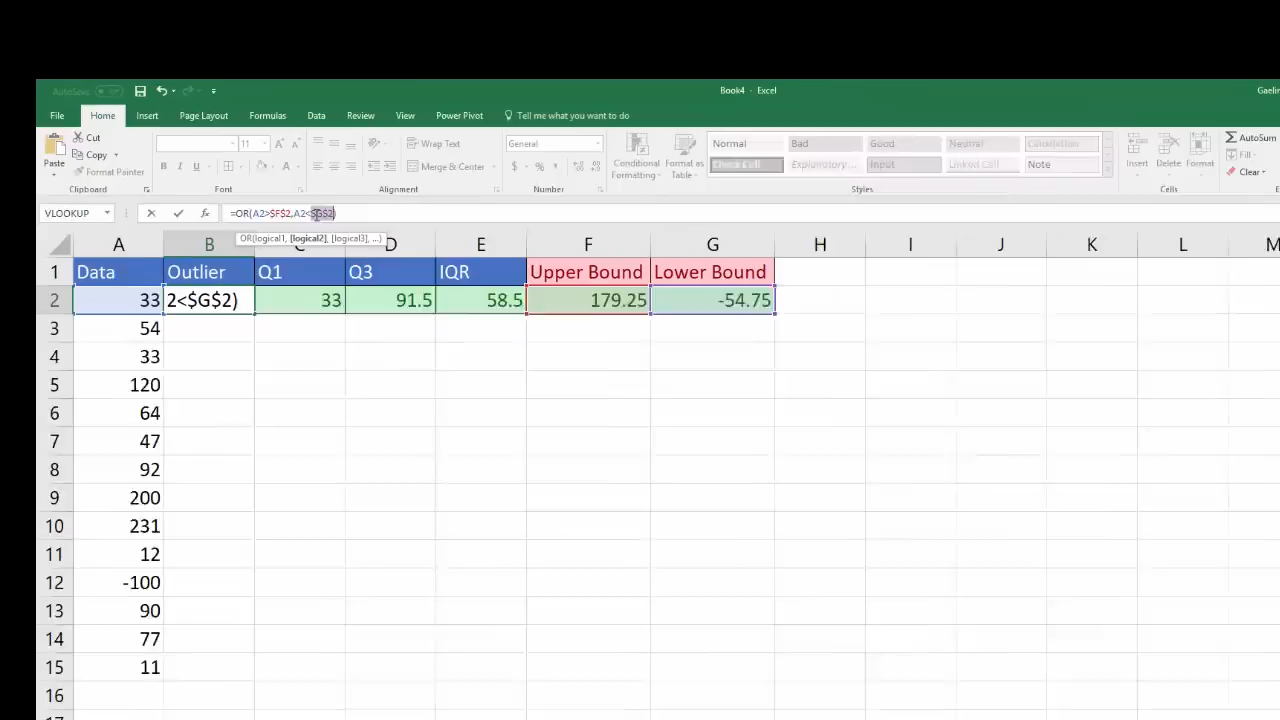 AutoSave Book4 - Excel Gaelin
File Home Insert Page Layout Formulas Data Review View Power Pivot Tell me what you want to do
Paste Cut Copy Format Painter
Clipboard
11
Font
Wrap Text
Merge & Center
Alignment
General
Number
Conditional Formatting Format as Table
Normal Bad Good Neutral Calculation
Check Cell Explanatory... Input Linked Cell Note
Styles
Insert Delete Format
Cells
AutoSum
Fill
Clear
VLOOKUP =OR(A2>$F$2,A2<$G$2)
OR(logical1, [logical2], [logical3], ...)
A B C D E F G H I J K L M
1 Data Outlier Q1 Q3 IQR Upper Bound Lower Bound
2 33 2<$G$2) 33 91.5 58.5 179.25 -54.75
3 54
4 33
5 120
6 64
7 47
8 92
9 200
10 231
11 12
12 -100
13 90
14 77
15 11
16
17